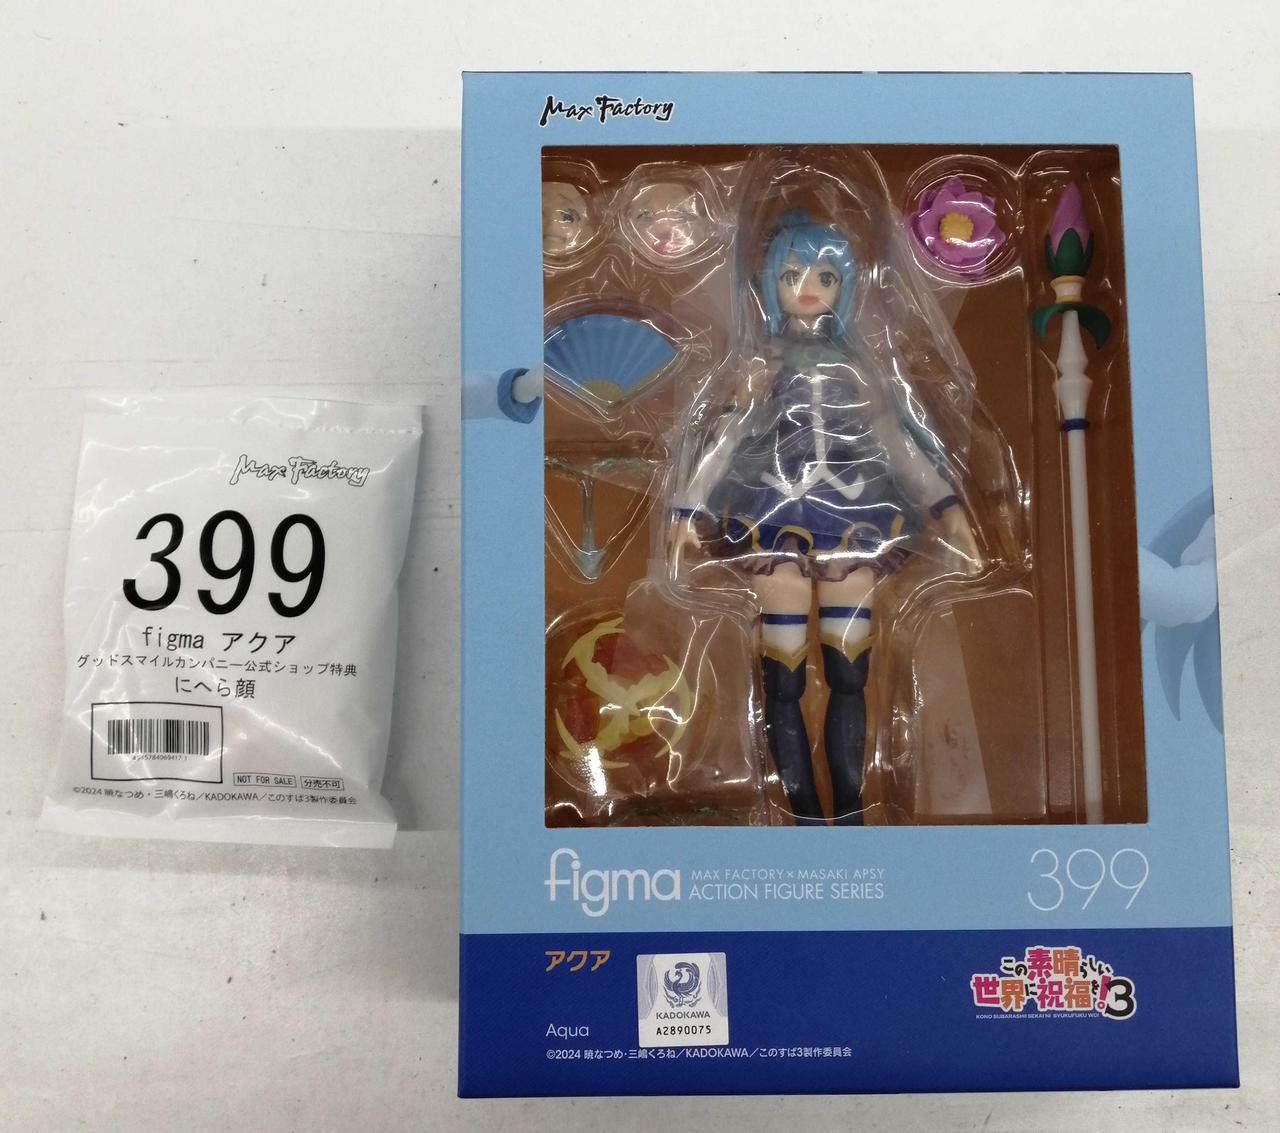 Max Factory
399
figma アクア
グッドスマイルカンパニー公式ショップ特典
にへら顔
NOT FOR SALE 分売不可
©2024 暁なつめ・三嶋くろね/KADOKAWA/このすば3製作委員会
Max Factory
figma
MAX FACTORY×MASAKI APSY
ACTION FIGURE SERIES
399
アクア
KADOKAWA
A2890075
Aqua
この素晴らしい
世界に祝福を!3
KONO SUBARASHII SEKAI NI SYUKUFUKU WO!
©2024 暁なつめ・三嶋くろね/KADOKAWA/このすば3製作委員会